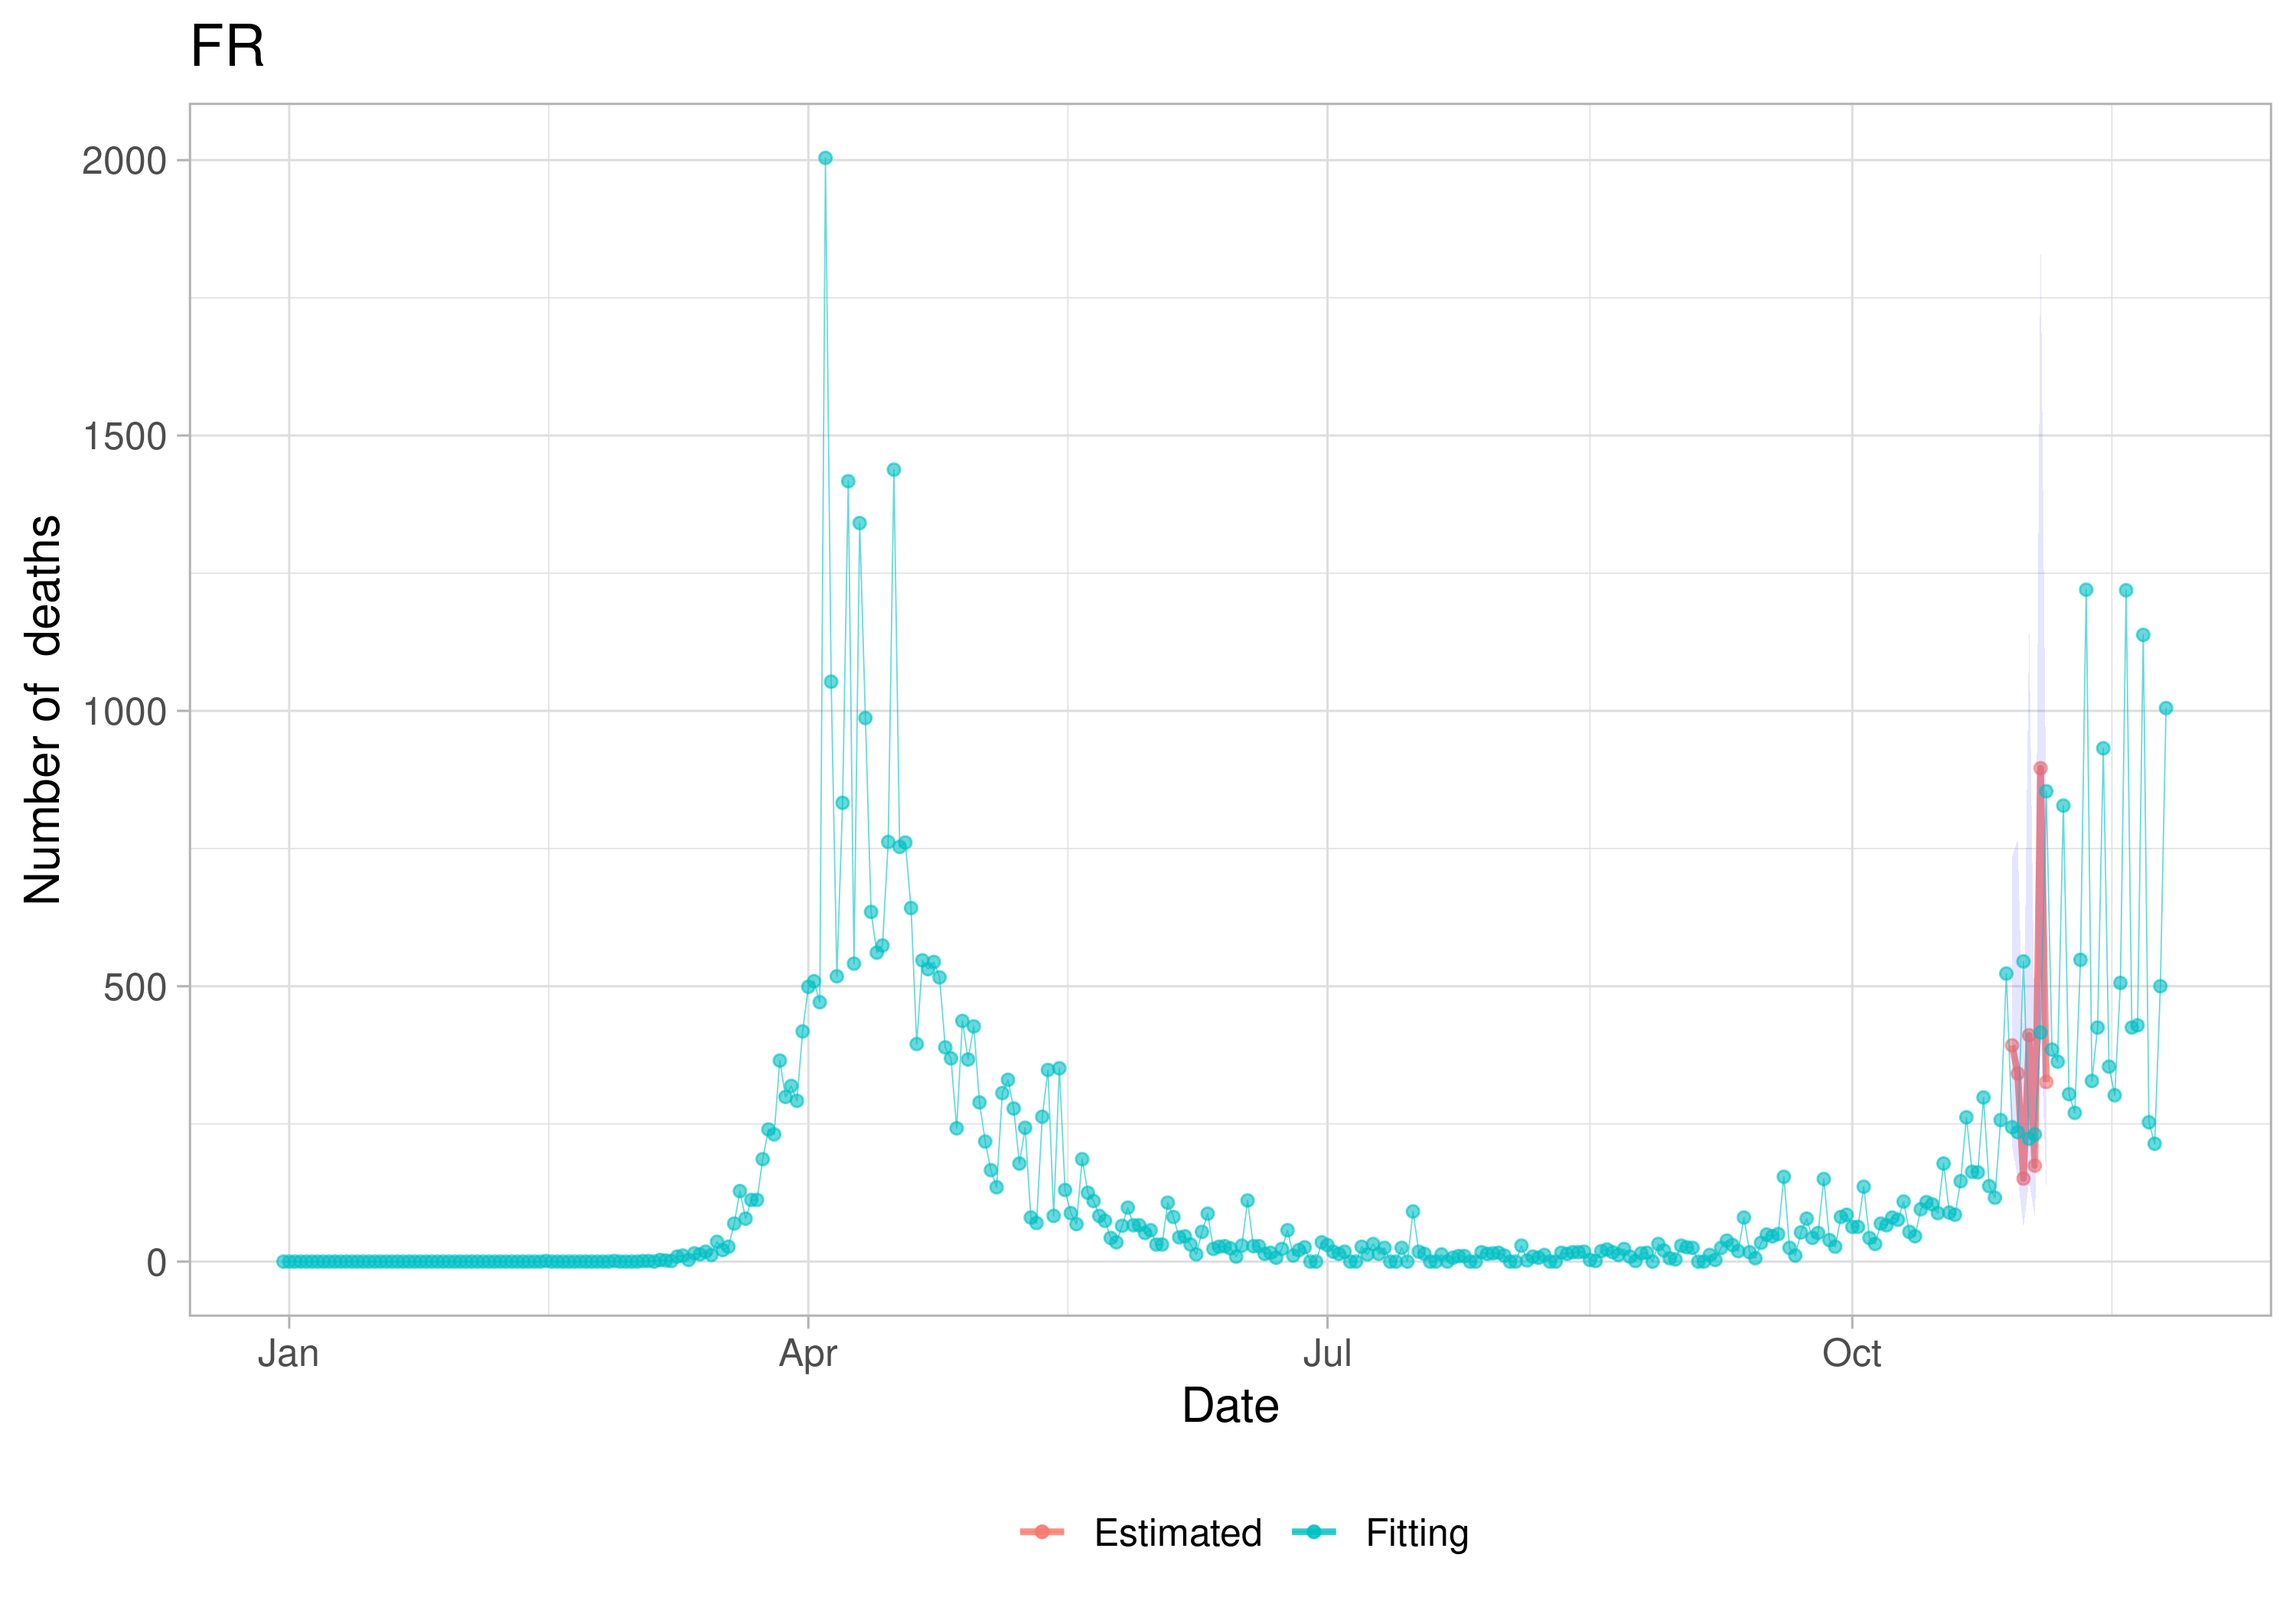 FR
2000
1500
1000
500
0
Number of  deaths
Jan Apr Jul Oct
Date
Estimated Fitting